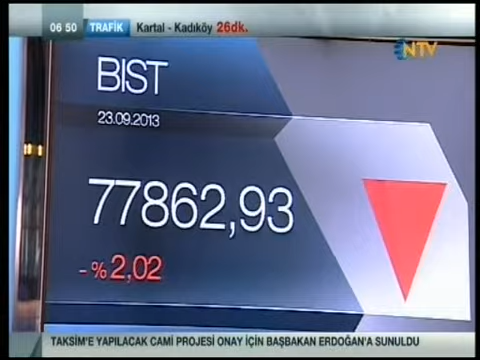 06 50 TRAFİK Kartal - Kadıköy 26dk.
NTV
BIST
23.09.2013
77862,93
- % 2,02
TAKSİM'E YAPILACAK CAMİ PROJESİ ONAY İÇİN BAŞBAKAN ERDOĞAN'A SUNULDU